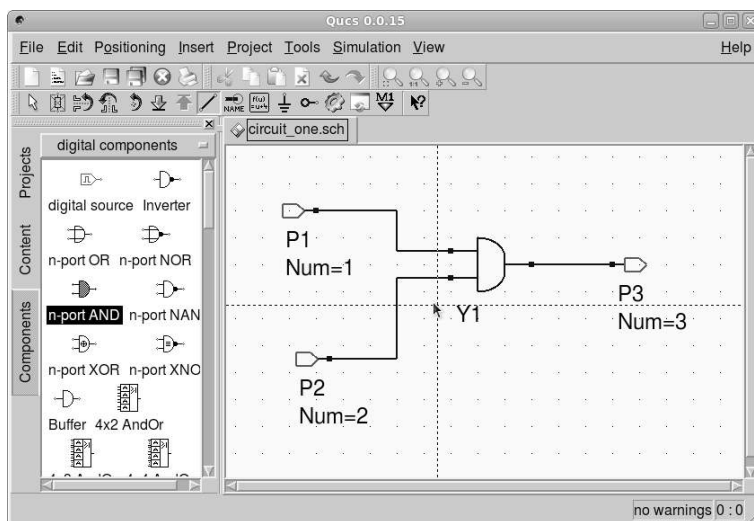 Qucs 0.0.15
File Edit Positioning Insert Project Tools Simulation View Help
NAME
M1
circuit_one.sch
Projects
Content
Components
digital components
digital source Inverter
n-port OR n-port NOR
n-port AND n-port NAN
n-port XOR n-port XNO
Buffer 4x2 AndOr
P1
Num=1
P2
Num=2
Y1
P3
Num=3
no warnings 0 : 0